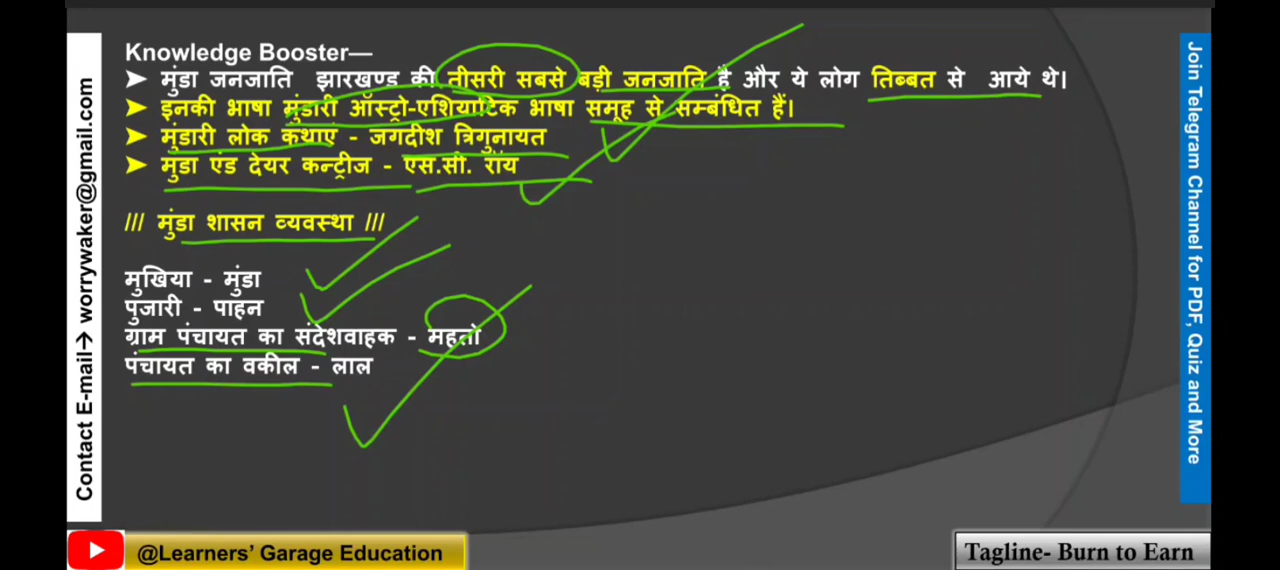 Knowledge Booster—
➤ मुंडा जनजाति झारखण्ड की तीसरी सबसे बड़ी जनजाति है और ये लोग तिब्बत से आये थे।
➤ इनकी भाषा मुंडारी ऑस्ट्रो-एशियाटिक भाषा समूह से सम्बंधित हैं।
➤ मुंडारी लोक कथाएं - जगदीश त्रिगुनायत
➤ मुंडा एंड देयर कन्ट्रीज - एस.सी. रॉय
/// मुंडा शासन व्यवस्था ///
मुखिया - मुंडा
पुजारी - पाहन
ग्राम पंचायत का संदेशवाहक - महतो
पंचायत का वकील - लाल
Contact E-mail→ worrywaker@gmail.com
Join Telegram Channel for PDF, Quiz and More
@Learners’ Garage Education
Tagline- Burn to Earn